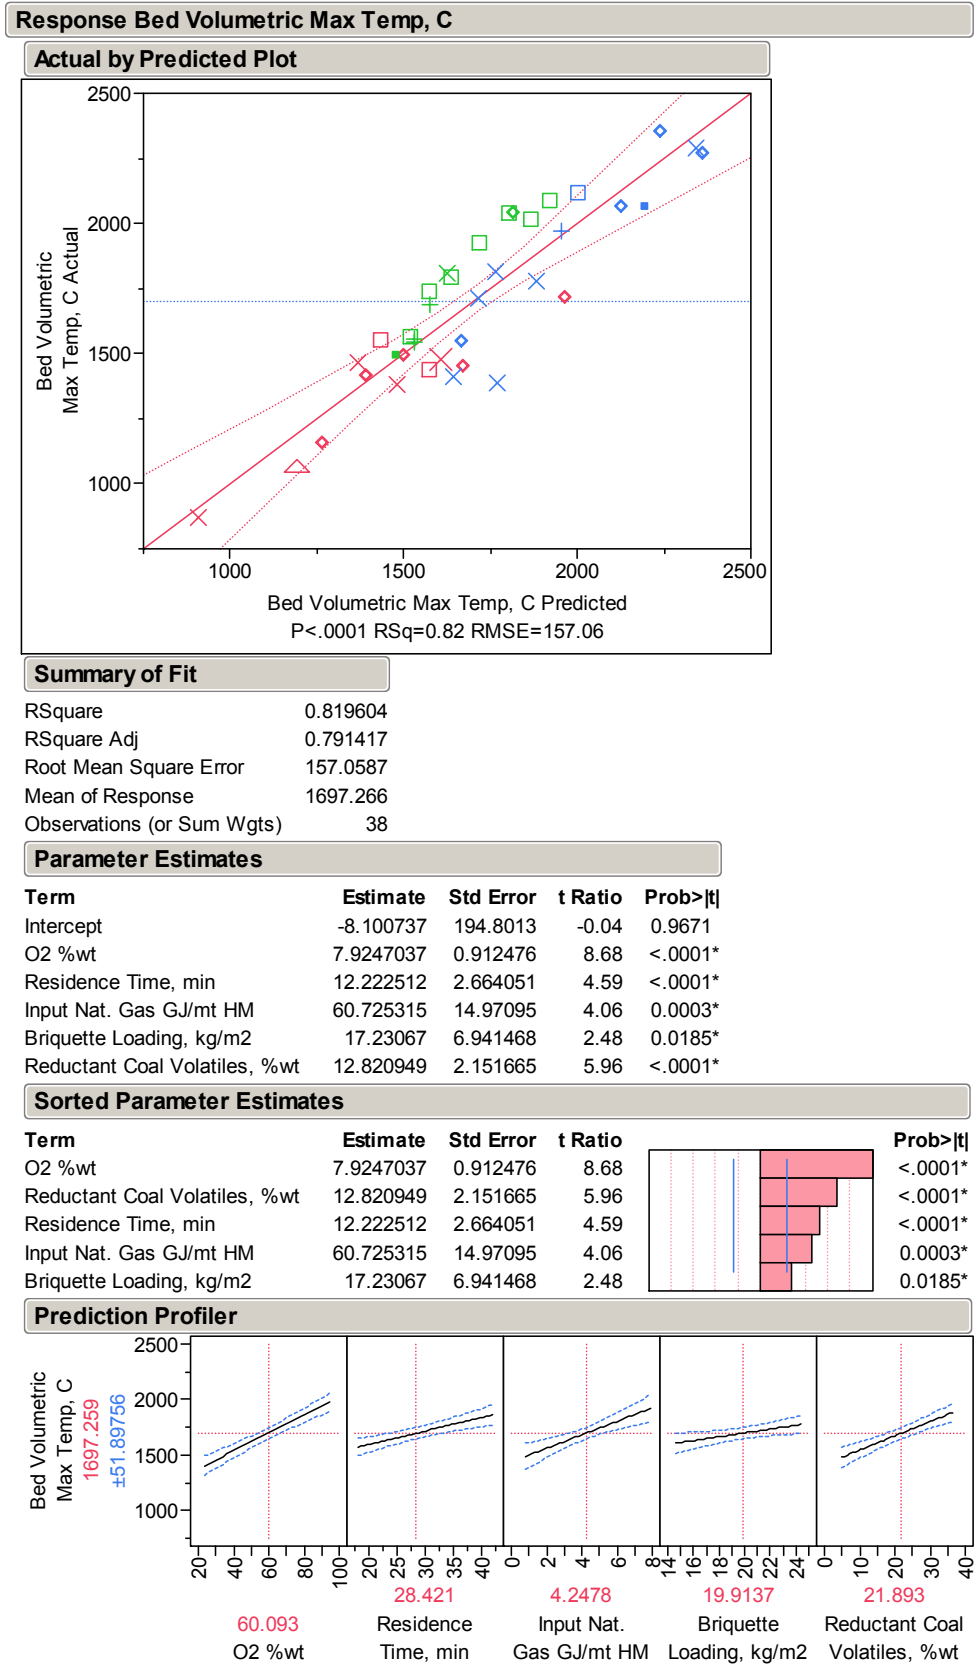 Response Bed Volumetric Max Temp, C
Actual by Predicted Plot
2500
2000
1500
1000
Bed Volumetric
Max Temp, C Actual
1000 1500 2000 2500
Bed Volumetric Max Temp, C Predicted
P<.0001 RSq=0.82 RMSE=157.06
Summary of Fit
RSquare 0.819604
RSquare Adj 0.791417
Root Mean Square Error 157.0587
Mean of Response 1697.266
Observations (or Sum Wgts) 38
Parameter Estimates
Term Estimate Std Error t Ratio Prob>|t|
Intercept -8.100737 194.8013 -0.04 0.9671
O2 %wt 7.9247037 0.912476 8.68 <.0001*
Residence Time, min 12.222512 2.664051 4.59 <.0001*
Input Nat. Gas GJ/mt HM 60.725315 14.97095 4.06 0.0003*
Briquette Loading, kg/m2 17.23067 6.941468 2.48 0.0185*
Reductant Coal Volatiles, %wt 12.820949 2.151665 5.96 <.0001*
Sorted Parameter Estimates
Term Estimate Std Error t Ratio Prob>|t|
O2 %wt 7.9247037 0.912476 8.68 <.0001*
Reductant Coal Volatiles, %wt 12.820949 2.151665 5.96 <.0001*
Residence Time, min 12.222512 2.664051 4.59 <.0001*
Input Nat. Gas GJ/mt HM 60.725315 14.97095 4.06 0.0003*
Briquette Loading, kg/m2 17.23067 6.941468 2.48 0.0185*
Prediction Profiler
Bed Volumetric
Max Temp, C
1697.259
±51.89756
2500
2000
1500
1000
20 40 60 80 100 20 25 30 35 40 0 2 4 6 8 14 16 18 20 22 24 0 10 20 30 40
60.093 28.421 4.2478 19.9137 21.893
O2 %wt
Residence
Time, min
Input Nat.
Gas GJ/mt HM
Briquette
Loading, kg/m2
Reductant Coal
Volatiles, %wt